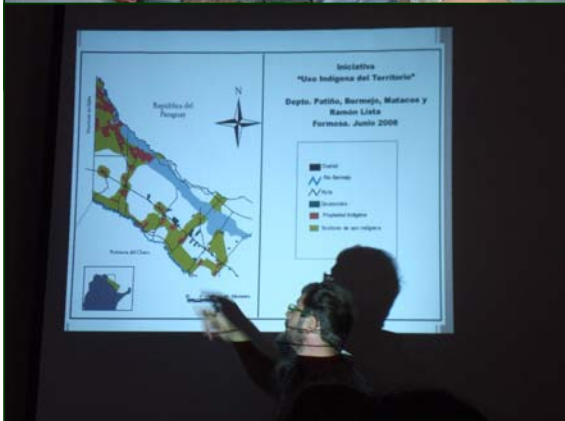 Iniciativa
"Uso Indígena del Territorio"
Depto. Patiño, Bermejo, Matacos y
Ramón Lista
Formosa. Junio 2008
N
República del
Paraguay
Río Bermejo
Ruta
Propiedad Indígena
Sectores de uso indígena
Provincia del Chaco